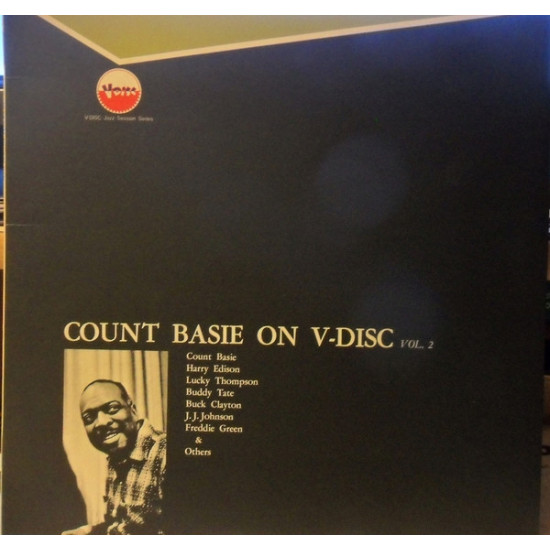 V-DISC Jazz Session Series
COUNT BASIE ON V-DISC VOL. 2
Count Basie
Harry Edison
Lucky Thompson
Buddy Tate
Buck Clayton
J.J. Johnson
Freddie Green
&
Others